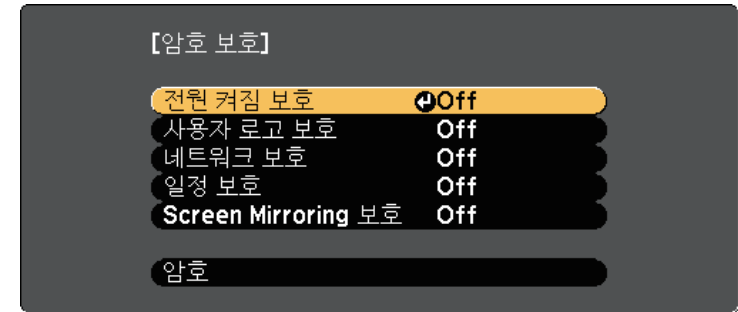 [암호 보호]
전원 켜짐 보호 Off
사용자 로고 보호 Off
네트워크 보호 Off
일정 보호 Off
Screen Mirroring 보호 Off
암호